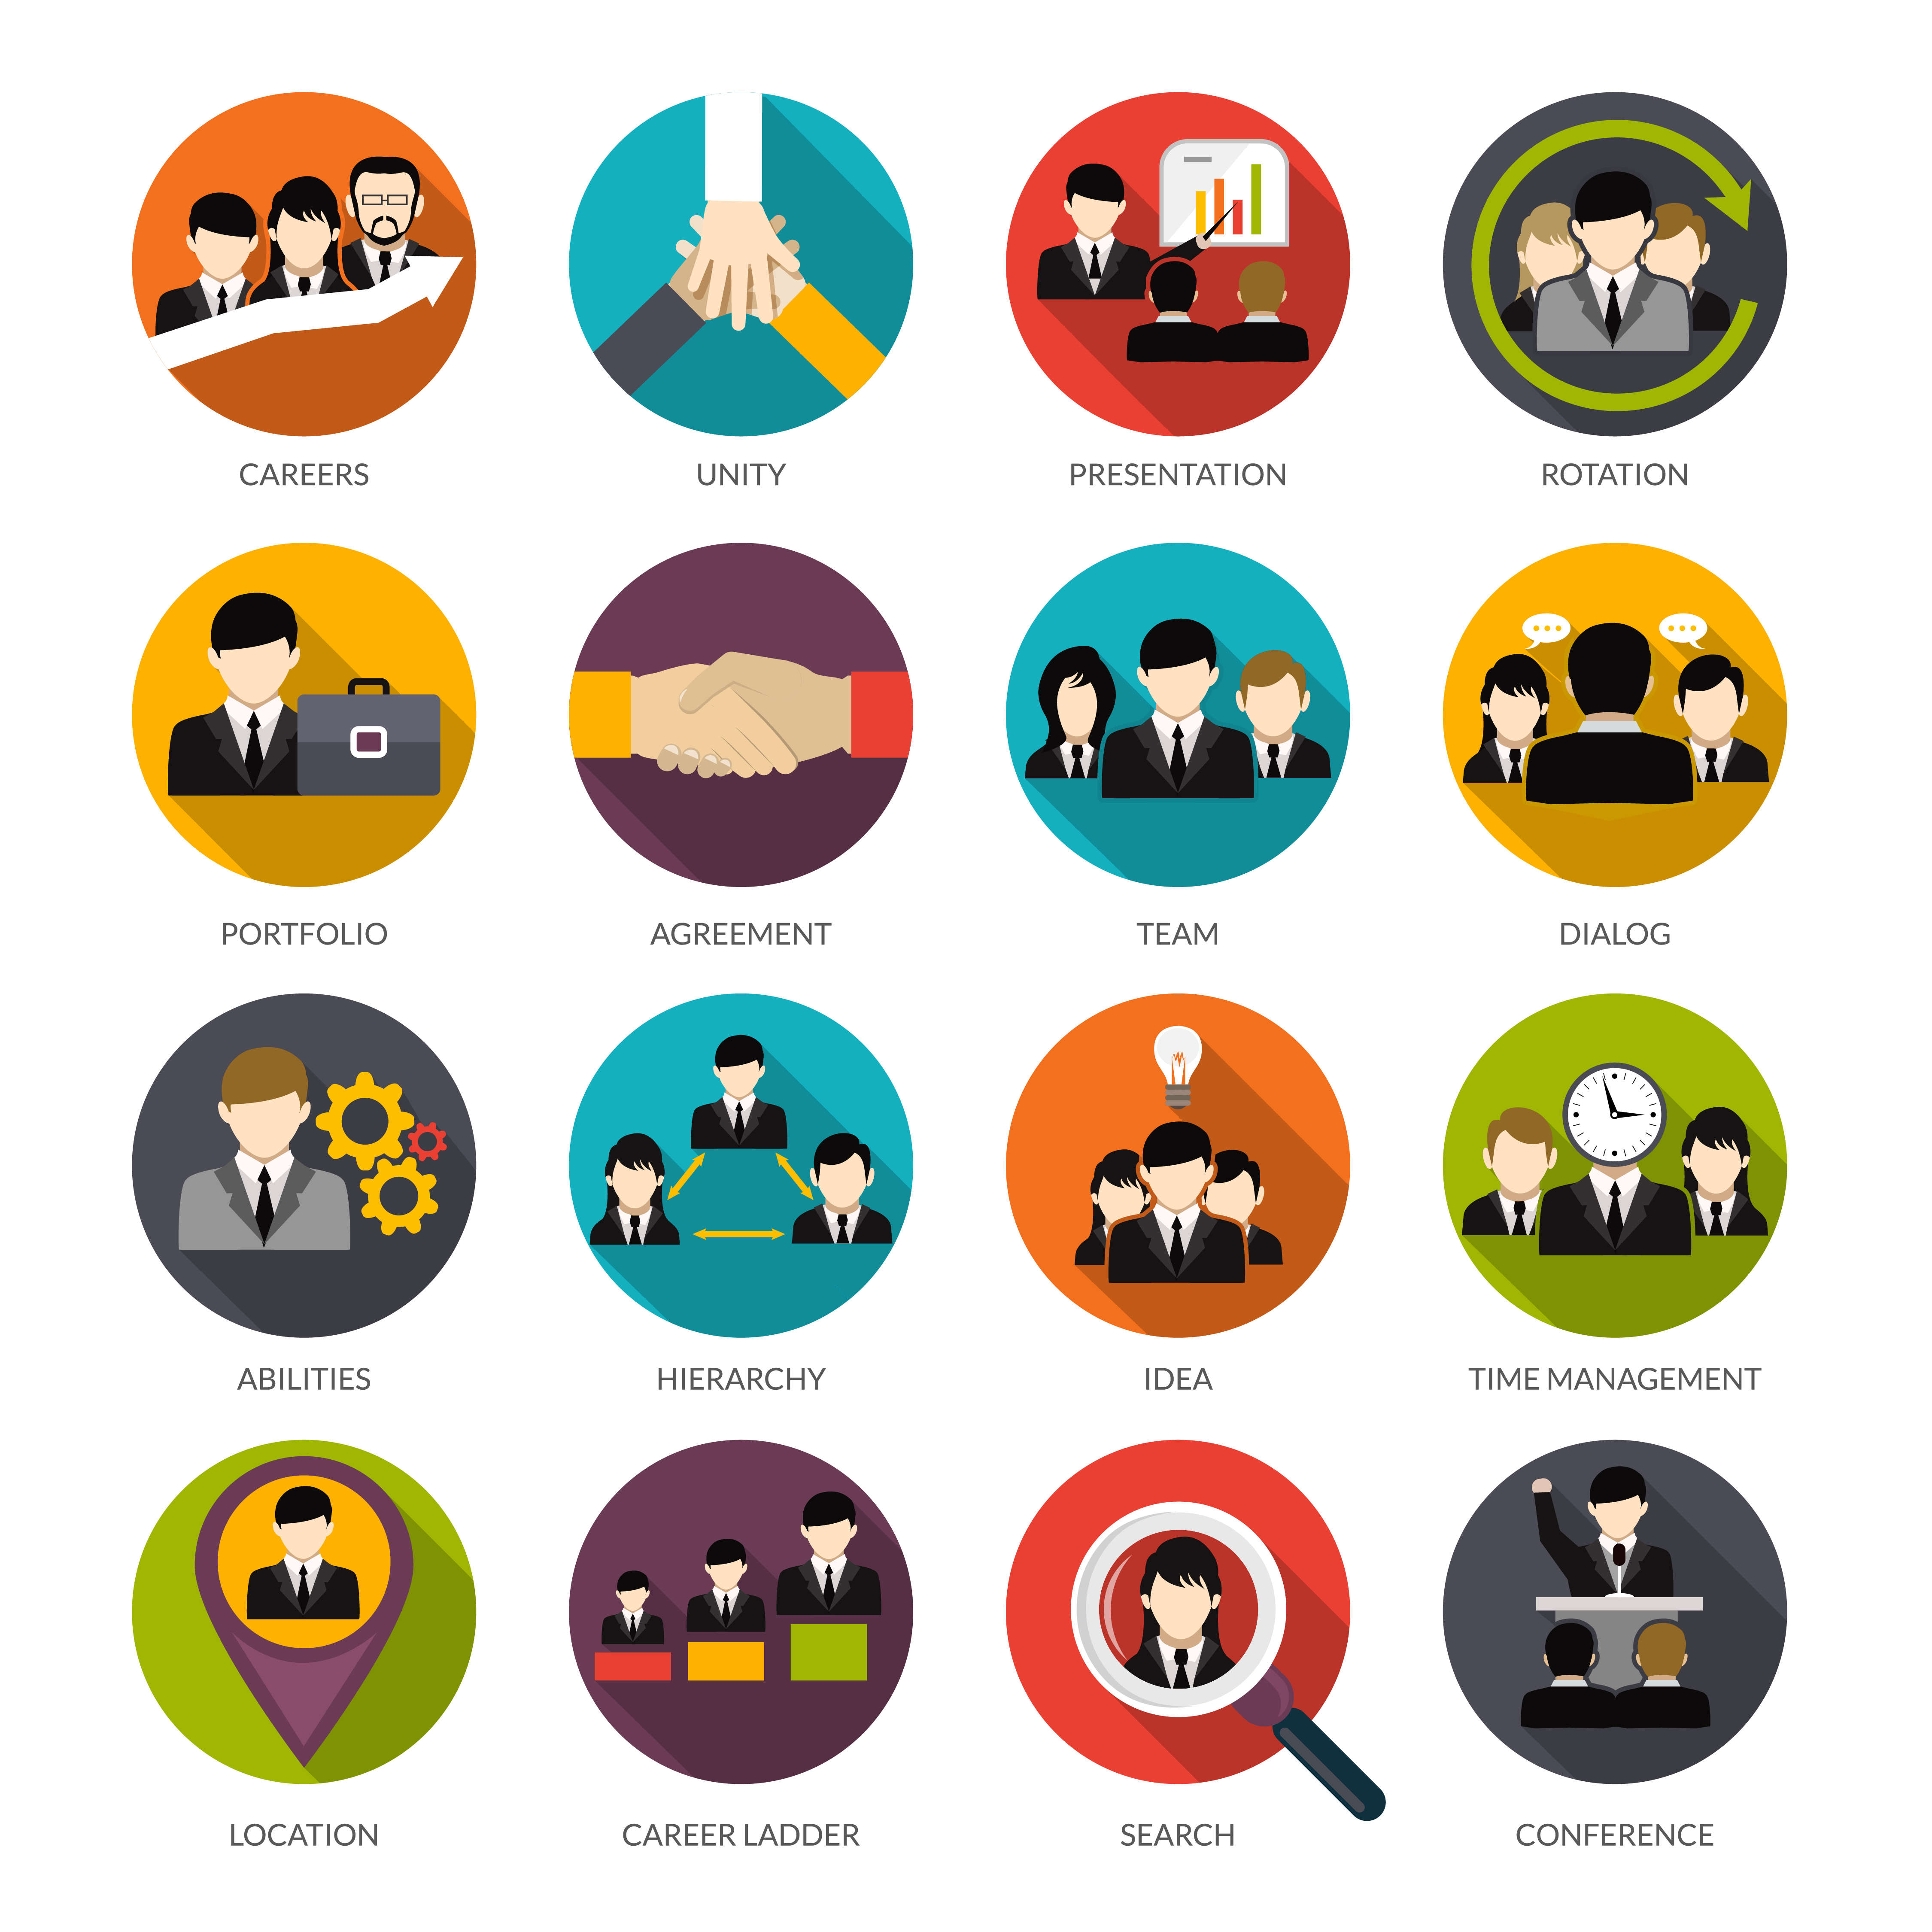 CAREERS
UNITY
PRESENTATION
ROTATION
PORTFOLIO
AGREEMENT
TEAM
DIALOG
ABILITIES
HIERARCHY
IDEA
TIME MANAGEMENT
LOCATION
CAREER LADDER
SEARCH
CONFERENCE